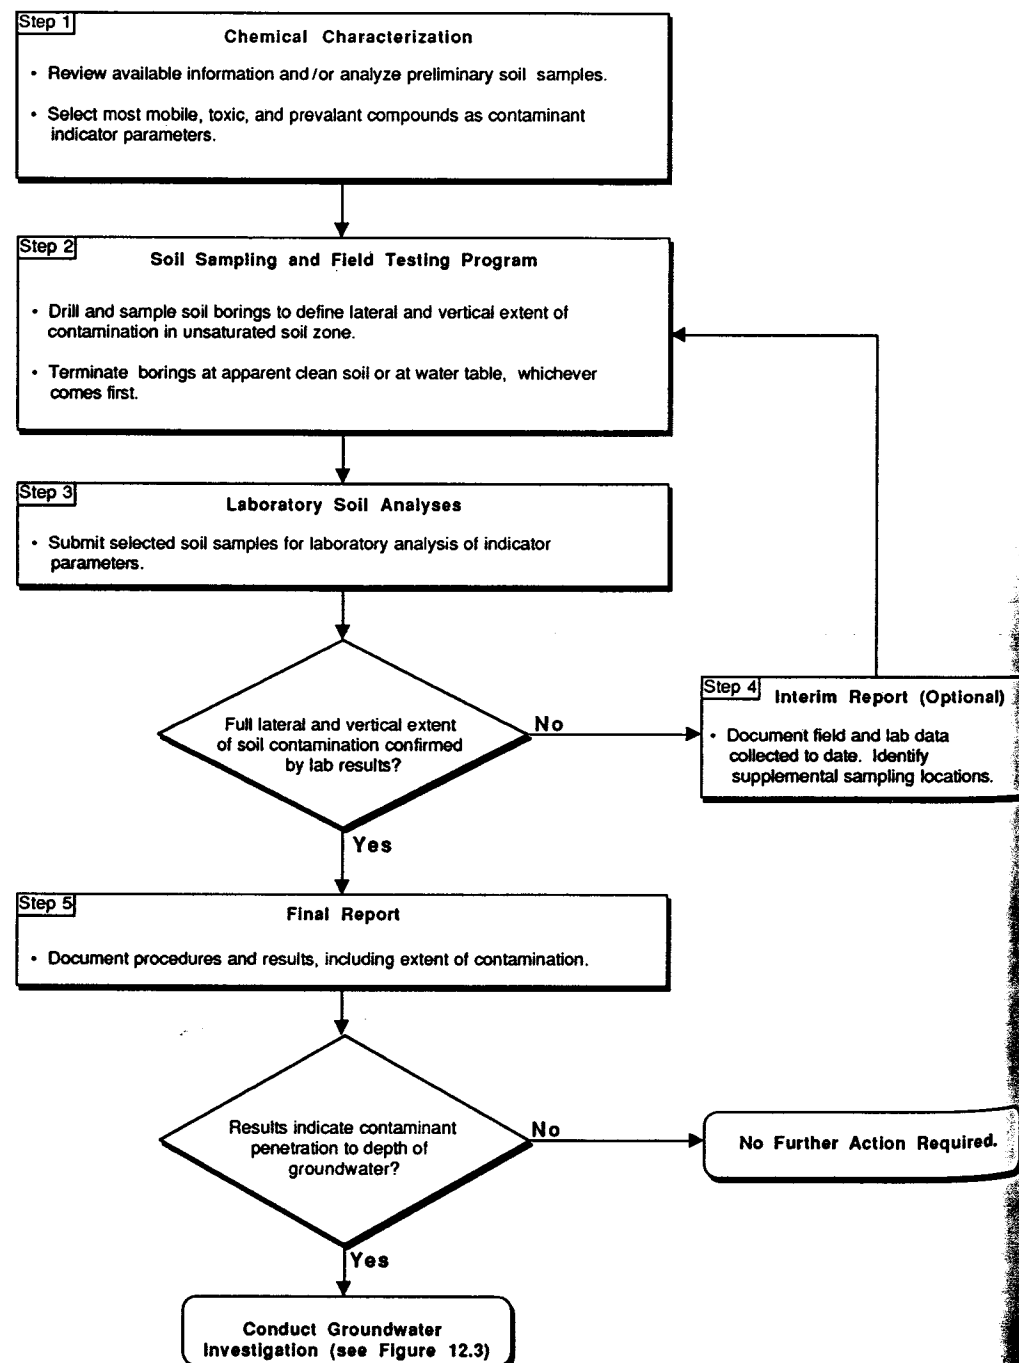 Step 1
Chemical Characterization
• Review available information and/or analyze preliminary soil samples.
• Select most mobile, toxic, and prevalant compounds as contaminant
indicator parameters.
Step 2
Soil Sampling and Field Testing Program
• Drill and sample soil borings to define lateral and vertical extent of
contamination in unsaturated soil zone.
• Terminate borings at apparent clean soil or at water table, whichever
comes first.
Step 3
Laboratory Soil Analyses
• Submit selected soil samples for laboratory analysis of indicator
parameters.
Full lateral and vertical extent
of soil contamination confirmed
by lab results?
No
Step 4
Interim Report (Optional)
• Document field and lab data
collected to date. Identify
supplemental sampling locations.
Yes
Step 5
Final Report
• Document procedures and results, including extent of contamination.
Results indicate contaminant
penetration to depth of
groundwater?
No
No Further Action Required.
Yes
Conduct Groundwater
Investigation (see Figure 12.3)